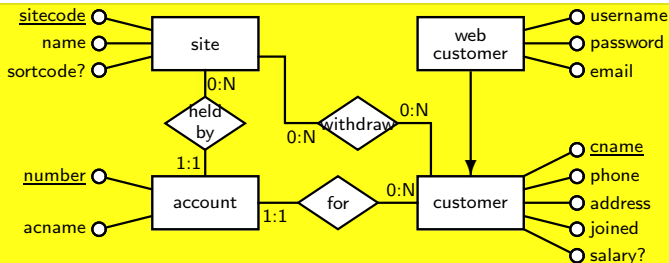 sitecode
name
sortcode?
site
web
customer
username
password
email
0:N
held
by
1:1
0:N
withdraw
0:N
number
acname
account
1:1
for
0:N
customer
cname
phone
address
joined
salary?